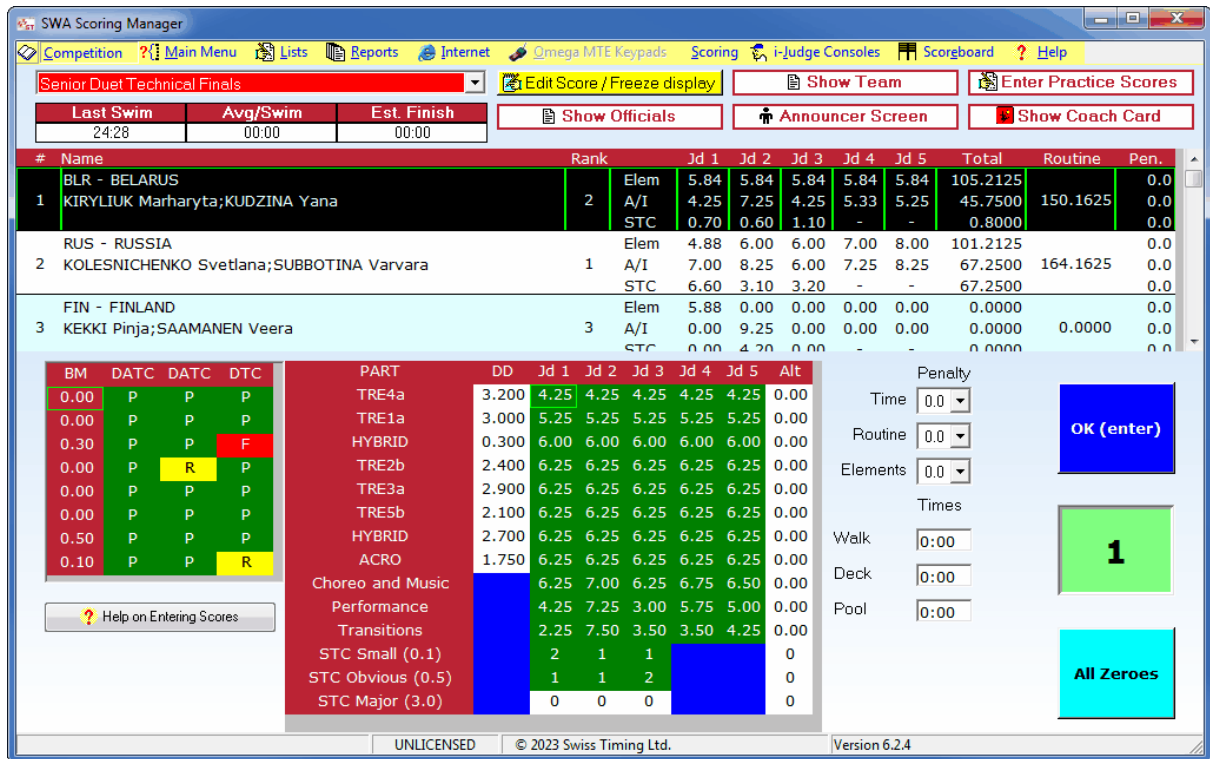 SWA Scoring Manager
Competition ?{} Main Menu Lists Reports Internet Omega MTE Keypads Scoring i-Judge Consoles Scoreboard ? Help
Senior Duet Technical Finals Edit Score / Freeze display Show Team Enter Practice Scores
Last Swim Avg/Swim Est. Finish Show Officials Announcer Screen Show Coach Card
24:28 00:00 00:00
# Name Rank Jd 1 Jd 2 Jd 3 Jd 4 Jd 5 Total Routine Pen.
BLR - BELARUS Elem 5.84 5.84 5.84 5.84 5.84 105.2125 0.0
1 KIRYLIUK Marharyta;KUDZINA Yana 2 A/I 4.25 7.25 4.25 5.33 5.25 45.7500 150.1625 0.0
STC 0.70 0.60 1.10 - - 0.8000 0.0
RUS - RUSSIA Elem 4.88 6.00 6.00 7.00 8.00 101.2125 0.0
2 KOLESNICHENKO Svetlana;SUBBOTINA Varvara 1 A/I 7.00 8.25 6.00 7.25 8.25 67.2500 164.1625 0.0
STC 6.60 3.10 3.20 - - 67.2500 0.0
FIN - FINLAND Elem 5.88 0.00 0.00 0.00 0.00 0.0000 0.0
3 KEKKI Pinja;SAAMANEN Veera 3 A/I 0.00 9.25 0.00 0.00 0.00 0.0000 0.0000 0.0
STC 0.00 4.20 0.00 - - 0.0000 0.0
BM DATC DATC DTC PART DD Jd 1 Jd 2 Jd 3 Jd 4 Jd 5 Alt Penalty
0.00 P P P TRE4a 3.200 4.25 4.25 4.25 4.25 4.25 0.00 Time 0.0
0.00 P P P TRE1a 3.000 5.25 5.25 5.25 5.25 5.25 0.00 OK (enter)
0.30 P P F HYBRID 0.300 6.00 6.00 6.00 6.00 6.00 0.00 Routine 0.0
0.00 P R P TRE2b 2.400 6.25 6.25 6.25 6.25 6.25 0.00 Elements 0.0
0.00 P P P TRE3a 2.900 6.25 6.25 6.25 6.25 6.25 0.00
0.00 P P P TRE5b 2.100 6.25 6.25 6.25 6.25 6.25 0.00 Times
0.50 P P P HYBRID 2.700 6.25 6.25 6.25 6.25 6.25 0.00 Walk 0:00
0.10 P P R ACRO 1.750 6.25 6.25 6.25 6.25 6.25 0.00 1
Choreo and Music 6.25 7.00 6.25 6.75 6.50 0.00 Deck 0:00
? Help on Entering Scores Performance 4.25 7.25 3.00 5.75 5.00 0.00 Pool 0:00
Transitions 2.25 7.50 3.50 3.50 4.25 0.00
STC Small (0.1) 2 1 1 0
STC Obvious (0.5) 1 1 2 0 All Zeroes
STC Major (3.0) 0 0 0 0
UNLICENSED © 2023 Swiss Timing Ltd. Version 6.2.4